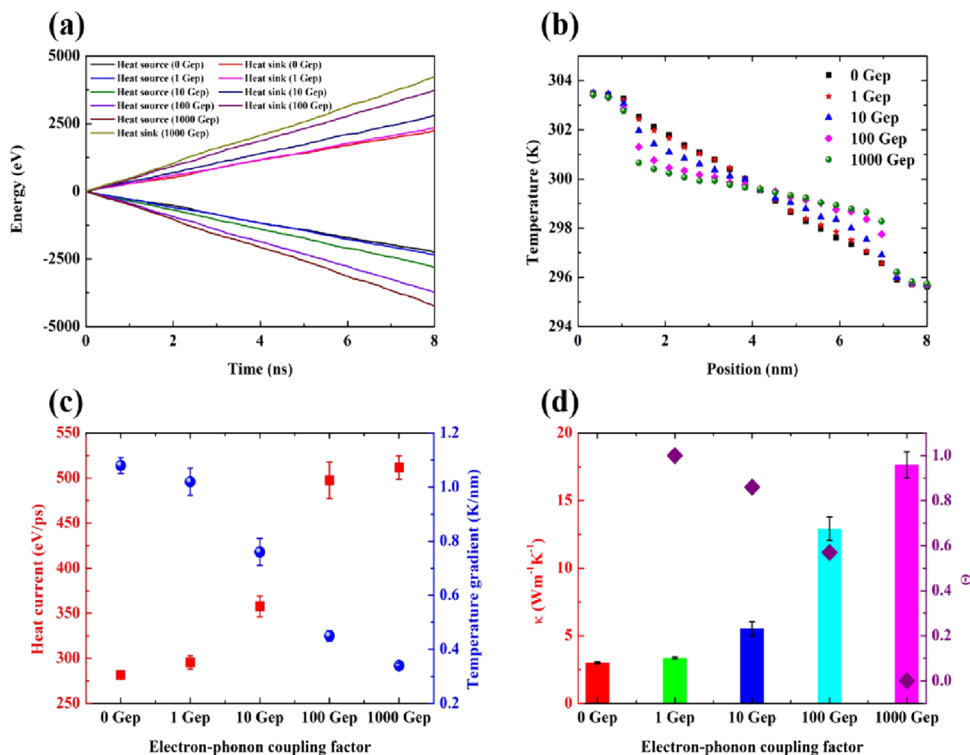 (a)
5000
2500
0
-2500
-5000
Energy (eV)
Heat source (0 Gep) Heat sink (0 Gep)
Heat source (1 Gep) Heat sink (1 Gep)
Heat source (10 Gep) Heat sink (10 Gep)
Heat source (100 Gep) Heat sink (100 Gep)
Heat source (1000 Gep)
Heat sink (1000 Gep)
0 2 4 6 8
Time (ns)
(b)
304
302
300
298
296
294
Temperature (K)
0 Gep
1 Gep
10 Gep
100 Gep
1000 Gep
0 2 4 6 8
Position (nm)
(c)
550
500
450
400
350
300
250
Heat current (eV/ps)
1.2
1.0
0.8
0.6
0.4
0.2
Temperature gradient (K/nm)
0 Gep 1 Gep 10 Gep 100 Gep 1000 Gep
Electron-phonon coupling factor
(d)
20
15
10
5
0
κ (Wm⁻¹K⁻¹)
1.0
0.8
0.6
0.4
0.2
0.0
Θ
0 Gep 1 Gep 10 Gep 100 Gep 1000 Gep
Electron-phonon coupling factor